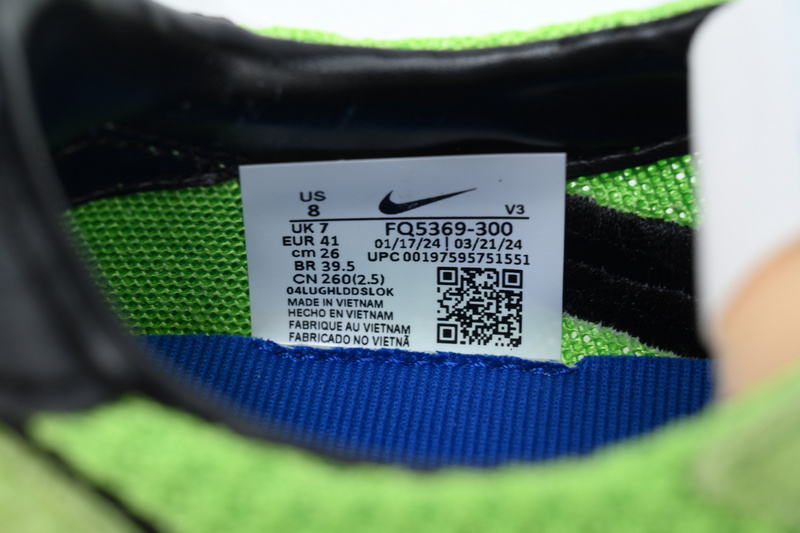 US
8
V3
UK 7
EUR 41
cm 26
BR 39.5
CN 260(2.5)
FQ5369-300
01/17/24 | 03/21/24
UPC 00197595751551
04LUGHLDDSLOK
MADE IN VIETNAM
HECHO EN VIETNAM
FABRIQUE AU VIETNAM
FABRICADO NO VIETNÃ